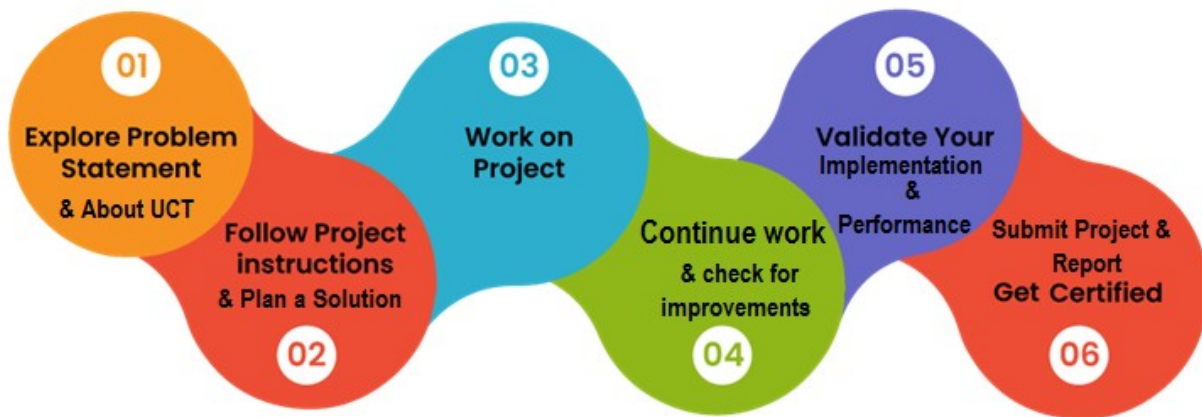 01
Explore Problem
Statement
& About UCT
Follow Project
instructions
& Plan a Solution
02
03
Work on
Project
Continue work
& check for
improvements
04
05
Validate Your
Implementation
&
Performance
Submit Project &
Report
Get Certified
06